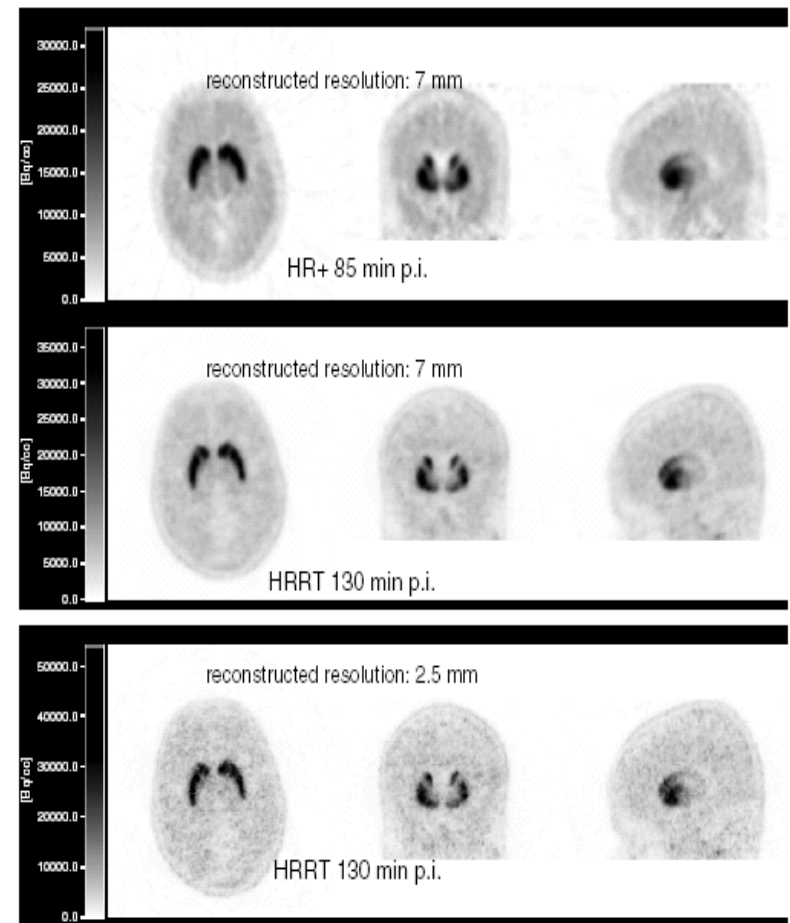 30000.0
reconstructed resolution: 7 mm
25000.0
20000.0
[Bq/cc]
15000.0
10000.0
5000.0
HR+ 85 min p.i.
0.0
35000.0
reconstructed resolution: 7 mm
30000.0
25000.0
20000.0
[Bq/cc]
15000.0
10000.0
5000.0
HRRT 130 min p.i.
0.0
50000.0
reconstructed resolution: 2.5 mm
40000.0
30000.0
[Bq/cc]
20000.0
10000.0
HRRT 130 min p.i.
0.0